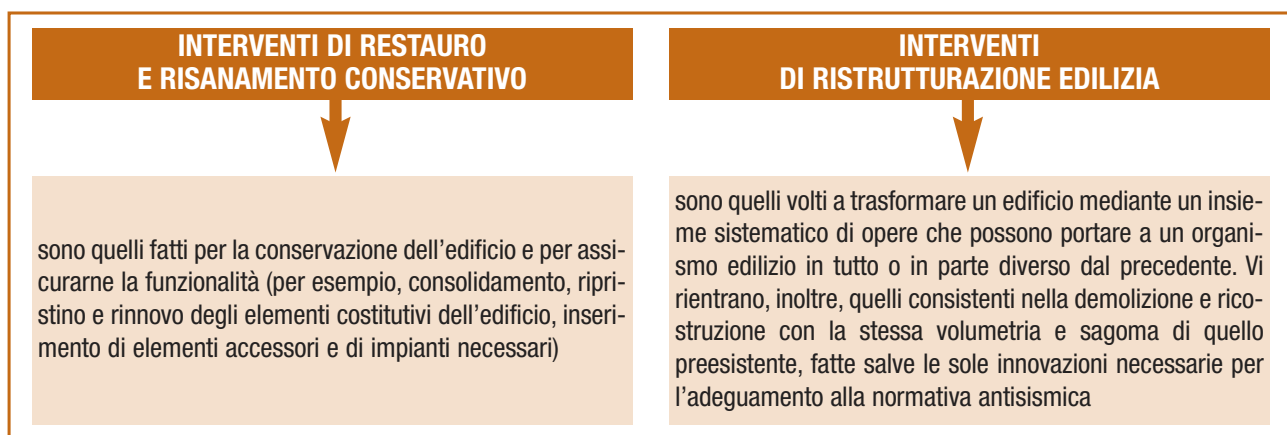 INTERVENTI DI RESTAURO
E RISANAMENTO CONSERVATIVO
sono quelli fatti per la conservazione dell’edificio e per assi-
curarne la funzionalità (per esempio, consolidamento, ripri-
stino e rinnovo degli elementi costitutivi dell’edificio, inseri-
mento di elementi accessori e di impianti necessari)
INTERVENTI
DI RISTRUTTURAZIONE EDILIZIA
sono quelli volti a trasformare un edificio mediante un insie-
me sistematico di opere che possono portare a un organi-
smo edilizio in tutto o in parte diverso dal precedente. Vi
rientrano, inoltre, quelli consistenti nella demolizione e rico-
struzione con la stessa volumetria e sagoma di quello
preesistente, fatte salve le sole innovazioni necessarie per
l’adeguamento alla normativa antisismica